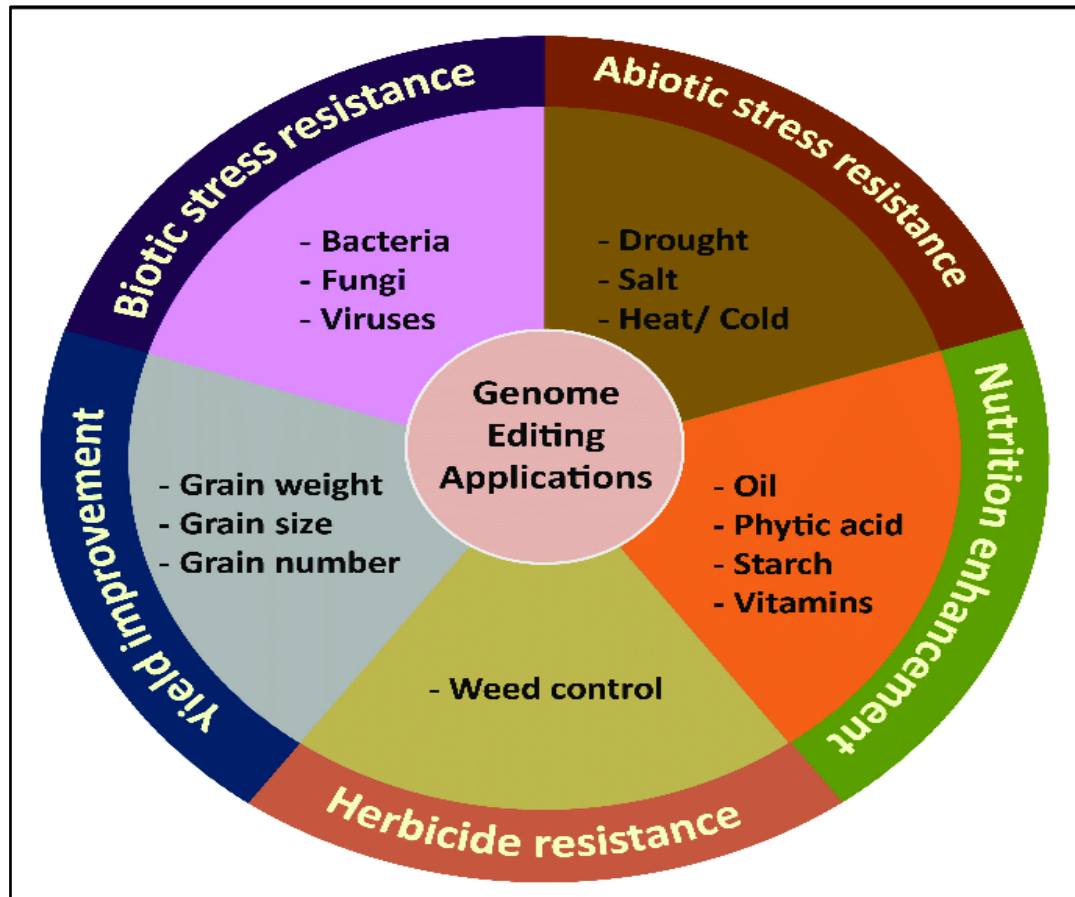 Biotic stress resistance
- Bacteria
- Fungi
- Viruses
Abiotic stress resistance
- Drought
- Salt
- Heat/ Cold
Genome
Editing
Applications
Yield improvement
- Grain weight
- Grain size
- Grain number
Nutrition enhancement
- Oil
- Phytic acid
- Starch
- Vitamins
- Weed control
Herbicide resistance